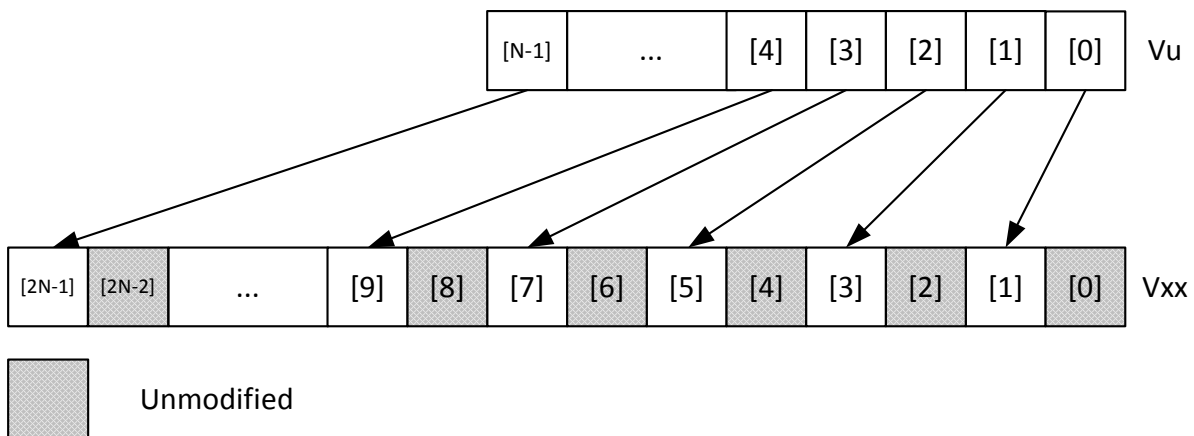 [N-1] ... [4] [3] [2] [1] [0] Vu
[2N-1] [2N-2] ... [9] [8] [7] [6] [5] [4] [3] [2] [1] [0] Vxx
Unmodified